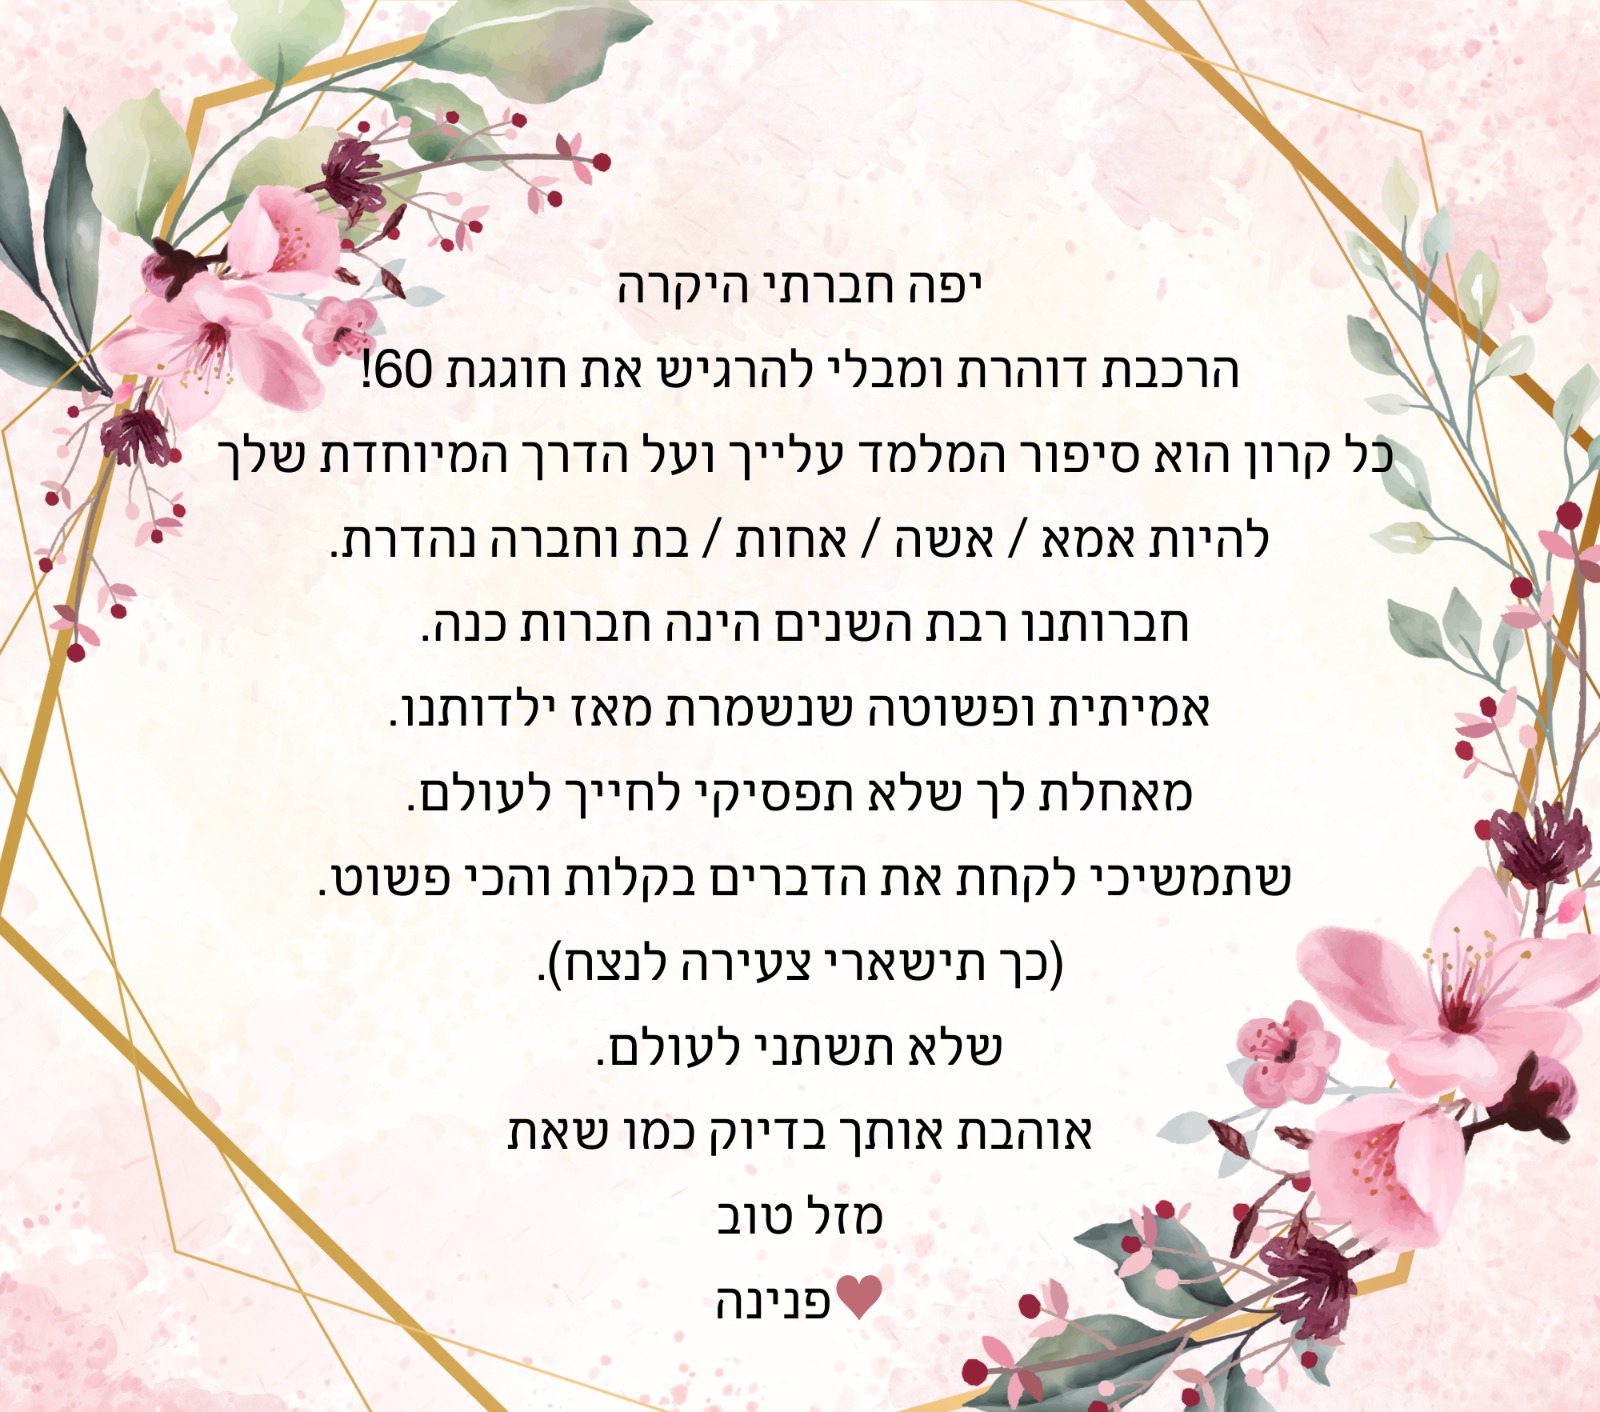 יפה חברתי היקרה
הרכבת דוהרת ומבלי להרגיש את חוגגת 60!
כל קרון הוא סיפור המלמד עלייך ועל הדרך המיוחדת שלך
להיות אמא / אשה / אחות / בת וחברה נהדרת.
חברותנו רבת השנים הינה חברות כנה.
אמיתית ופשוטה שנשמרת מאז ילדותנו.
מאחלת לך שלא תפסיקי לחייך לעולם.
שתמשיכי לקחת את הדברים בקלות והכי פשוט.
(כך תישארי צעירה לנצח).
שלא תשתני לעולם.
אוהבת אותך בדיוק כמו שאת
מזל טוב
♥פנינה